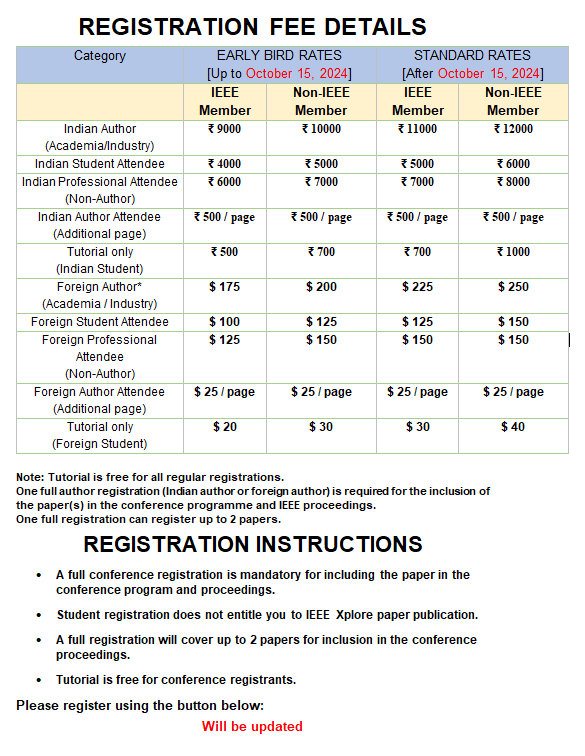 REGISTRATION FEE DETAILS
Category EARLY BIRD RATES STANDARD RATES
[Up to October 15, 2024] [After October 15, 2024]
IEEE Non-IEEE IEEE Non-IEEE
Member Member Member Member
Indian Author ₹ 9000 ₹ 10000 ₹ 11000 ₹ 12000
(Academia/Industry)
Indian Student Attendee ₹ 4000 ₹ 5000 ₹ 5000 ₹ 6000
Indian Professional Attendee ₹ 6000 ₹ 7000 ₹ 7000 ₹ 8000
(Non-Author)
Indian Author Attendee ₹ 500 / page ₹ 500 / page ₹ 500 / page ₹ 500 / page
(Additional page)
Tutorial only ₹ 500 ₹ 700 ₹ 700 ₹ 1000
(Indian Student)
Foreign Author* $ 175 $ 200 $ 225 $ 250
(Academia / Industry)
Foreign Student Attendee $ 100 $ 125 $ 125 $ 150
Foreign Professional $ 125 $ 150 $ 150 $ 150
Attendee
(Non-Author)
Foreign Author Attendee $ 25 / page $ 25 / page $ 25 / page $ 25 / page
(Additional page)
Tutorial only $ 20 $ 30 $ 30 $ 40
(Foreign Student)
Note: Tutorial is free for all regular registrations.
One full author registration (Indian author or foreign author) is required for the inclusion of
the paper(s) in the conference programme and IEEE proceedings.
One full registration can register up to 2 papers.
REGISTRATION INSTRUCTIONS
• A full conference registration is mandatory for including the paper in the
conference program and proceedings.
• Student registration does not entitle you to IEEE Xplore paper publication.
• A full registration will cover up to 2 papers for inclusion in the conference
proceedings.
• Tutorial is free for conference registrants.
Please register using the button below:
Will be updated